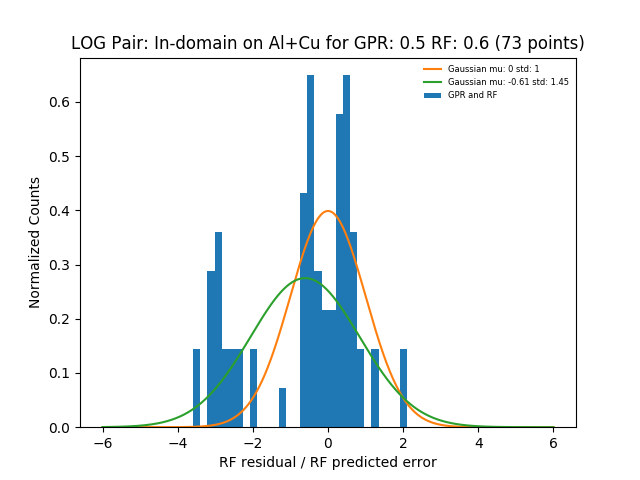 LOG Pair: In-domain on Al+Cu for GPR: 0.5 RF: 0.6 (73 points)
Gaussian mu: 0 std: 1
Gaussian mu: -0.61 std: 1.45
GPR and RF
Normalized Counts
0.6
0.5
0.4
0.3
0.2
0.1
0.0
−6 −4 −2 0 2 4 6
RF residual / RF predicted error